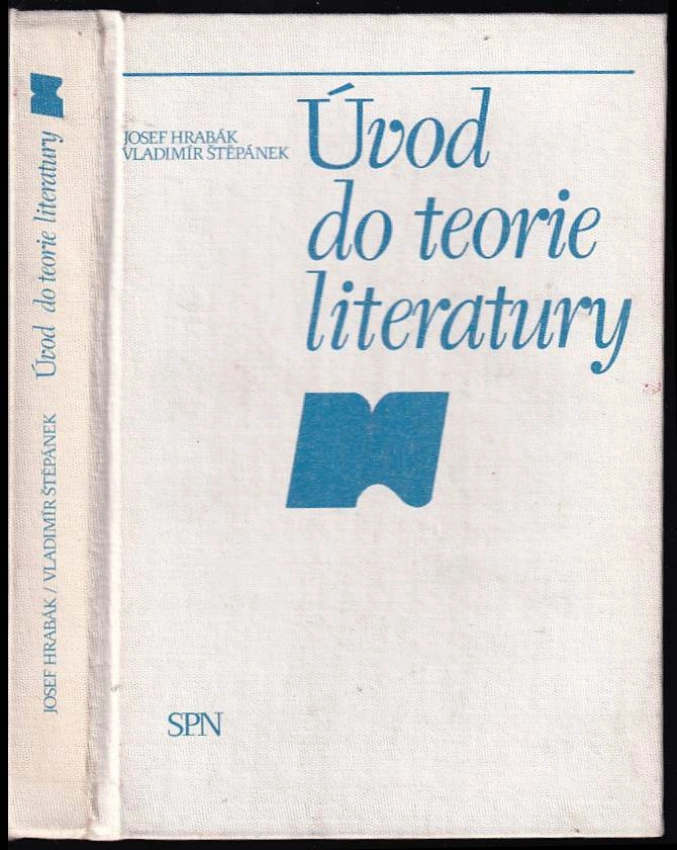 JOSEF HRABÁK
VLADIMÍR ŠTĚPÁNEK
Úvod
do teorie
literatury
SPN
JOSEF HRABÁK / VLADIMÍR ŠTĚPÁNEK Úvod do teorie literatury